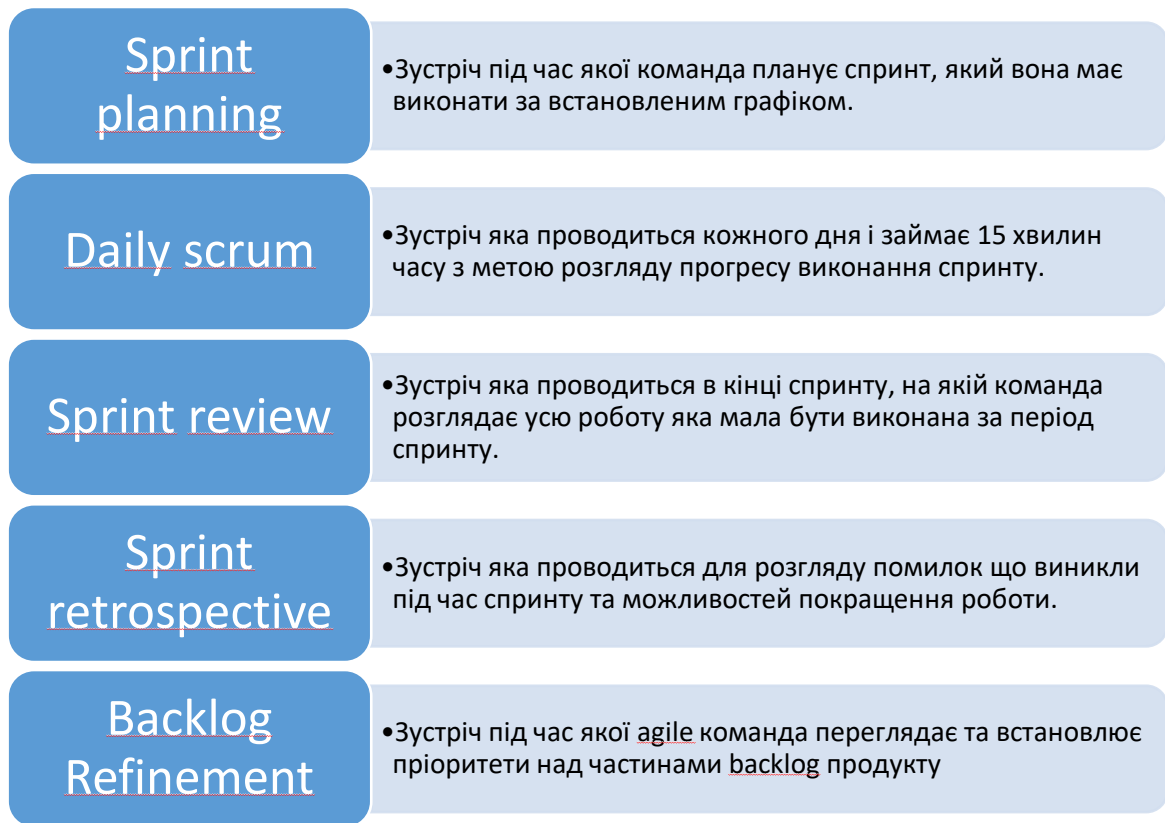 Sprint
planning
•Зустріч під час якої команда планує спринт, який вона має
виконати за встановленим графіком.
Daily scrum
•Зустріч яка проводиться кожного дня і займає 15 хвилин
часу з метою розгляду прогресу виконання спринту.
Sprint review
•Зустріч яка проводиться в кінці спринту, на якій команда
розглядає усю роботу яка мала бути виконана за період
спринту.
Sprint
retrospective
•Зустріч яка проводиться для розгляду помилок що виникли
під час спринту та можливостей покращення роботи.
Backlog
Refinement
•Зустріч під час якої agile команда переглядає та встановлює
пріоритети над частинами backlog продукту